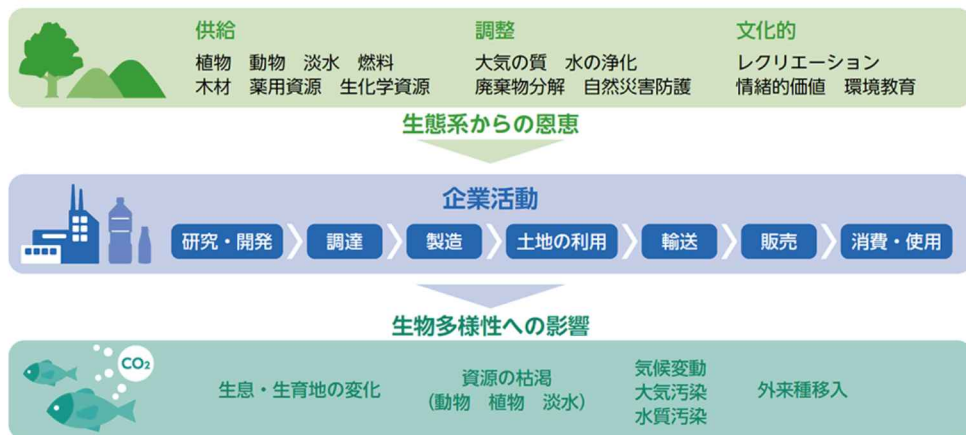 供給
植物 動物 淡水 燃料
木材 薬用資源 生化学資源
調整
大気の質 水の浄化
廃棄物分解 自然災害防護
文化的
レクリエーション
情緒的価値 環境教育
生態系からの恩恵
企業活動
研究・開発
調達
製造
土地の利用
輸送
販売
消費・使用
生物多様性への影響
CO2
生息・生育地の変化
資源の枯渇
(動物 植物 淡水)
気候変動
大気汚染
水質汚染
外来種移入